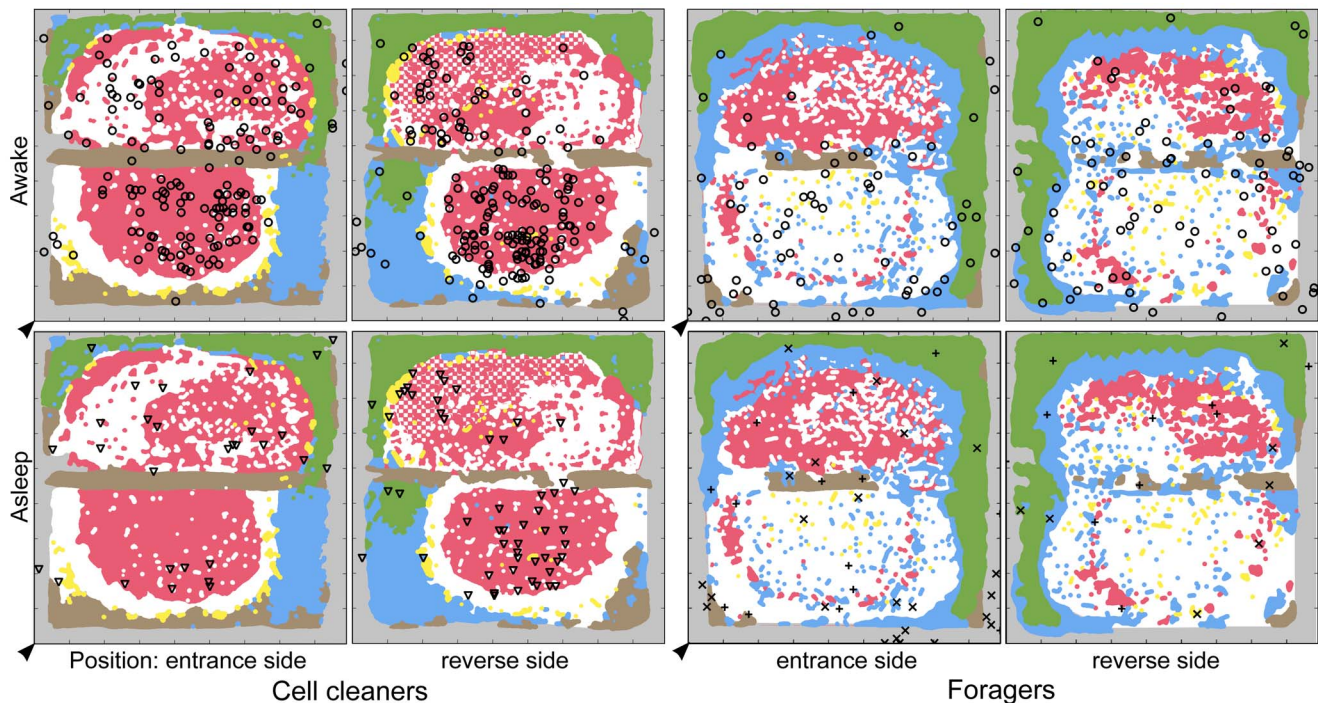 Awake
Asleep
Position: entrance side
reverse side
entrance side
reverse side
Cell cleaners
Foragers